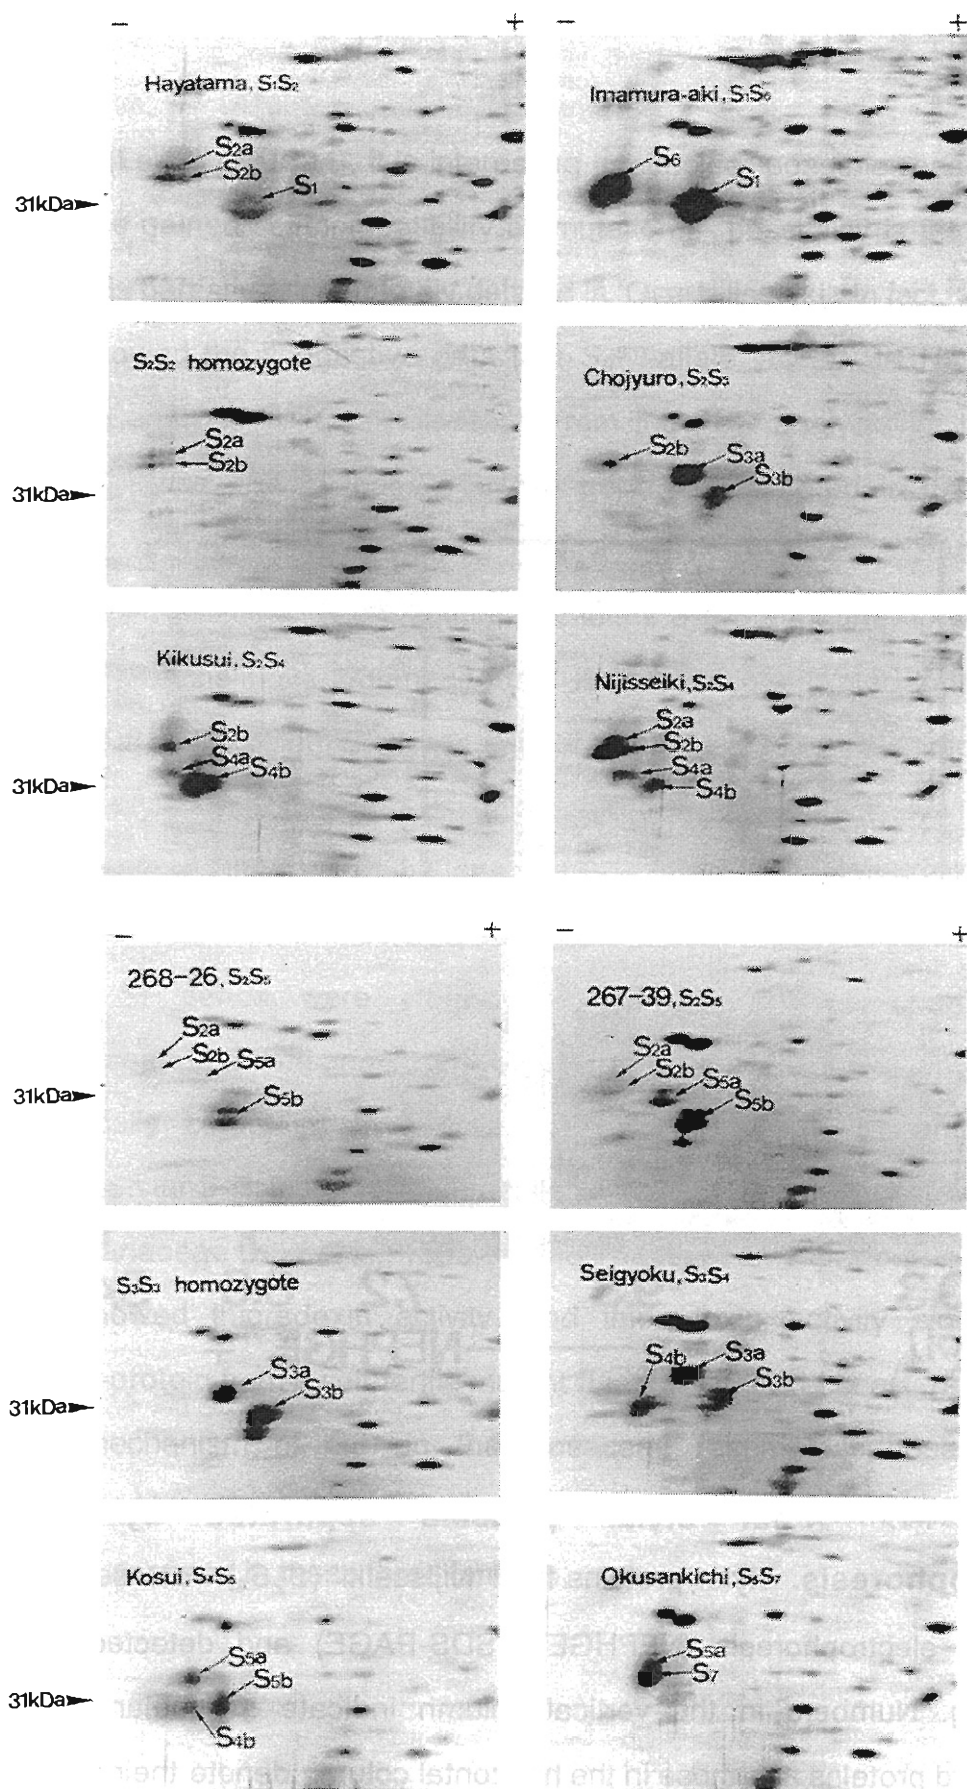 − +
− +
Hayatama, S1S2
S2a
S2b
S1
31kDa
Imamura-aki, S1S6
S6
S1
S2S2 homozygote
S2a
S2b
31kDa
Chojyuro, S2S3
S2b
S3a
S3b
Kikusui, S2S4
S2b
S4a
S4b
31kDa
Nijisseiki, S2S4
S2a
S2b
S4a
S4b
− +
− +
268-26, S2S5
S2a
S2b
S5a
S5b
31kDa
267-39, S2S5
S2a
S2b
S5a
S5b
S3S3 homozygote
S3a
S3b
31kDa
Seigyoku, S3S4
S4b
S3a
S3b
Kosui, S4S5
S5a
S5b
S4b
31kDa
Okusankichi, S5S7
S5a
S7